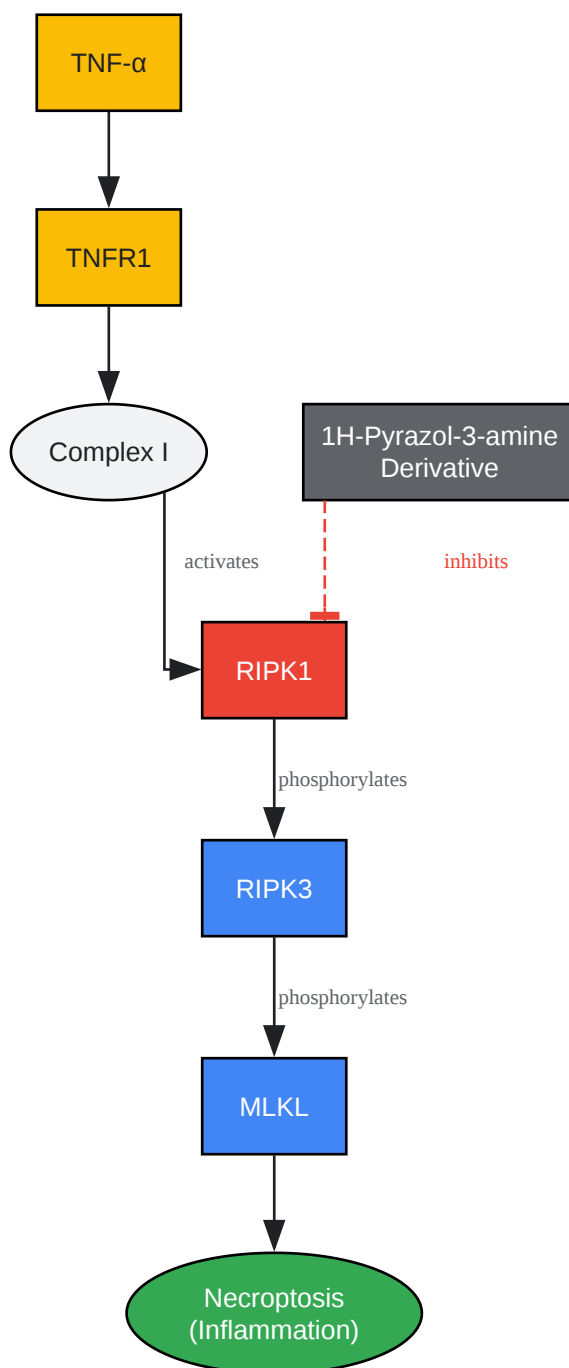 TNF-α
TNFR1
Complex I
1H-Pyrazol-3-amine
Derivative
activates
inhibits
RIPK1
phosphorylates
RIPK3
phosphorylates
MLKL
Necroptosis
(Inflammation)